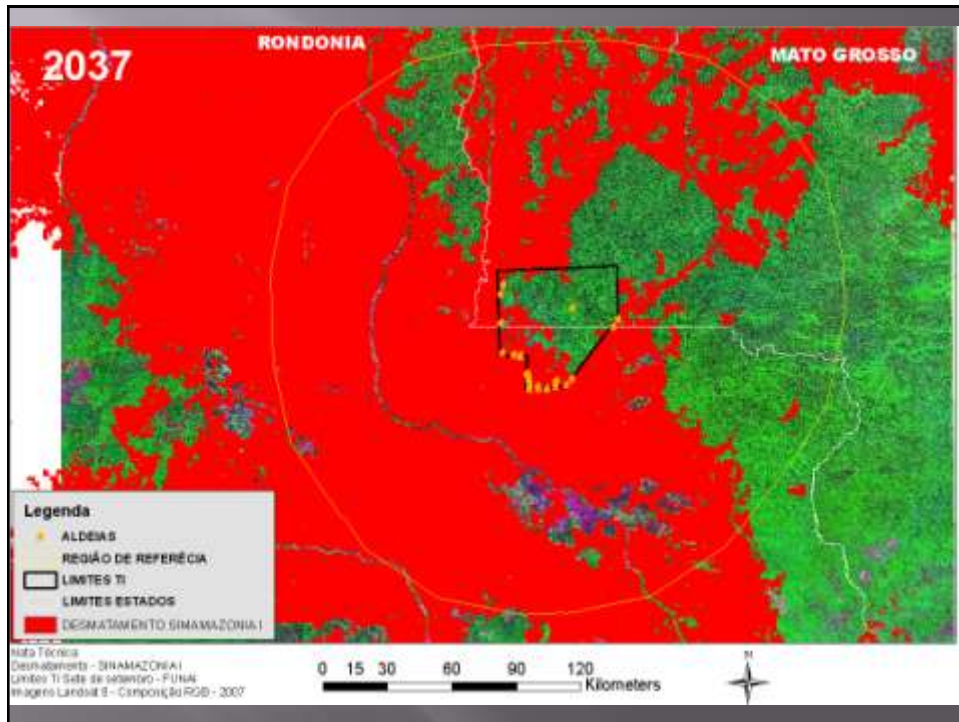 2037
RONDONIA
MATO GROSSO
Legenda
ALDEIAS
REGIÃO DE REFERÊCIA
LIMITES TI
LIMITES ESTADOS
DESMATAMENTO SIMAMAZONIA I
Nota Técnica
Desmatamento - SIMAMAZONIA I
Limites TI Sete de setembro - FUNAI
Imagens Landsat 5 - Composição RGB - 2007
0 15 30 60 90 120
Kilometers
N